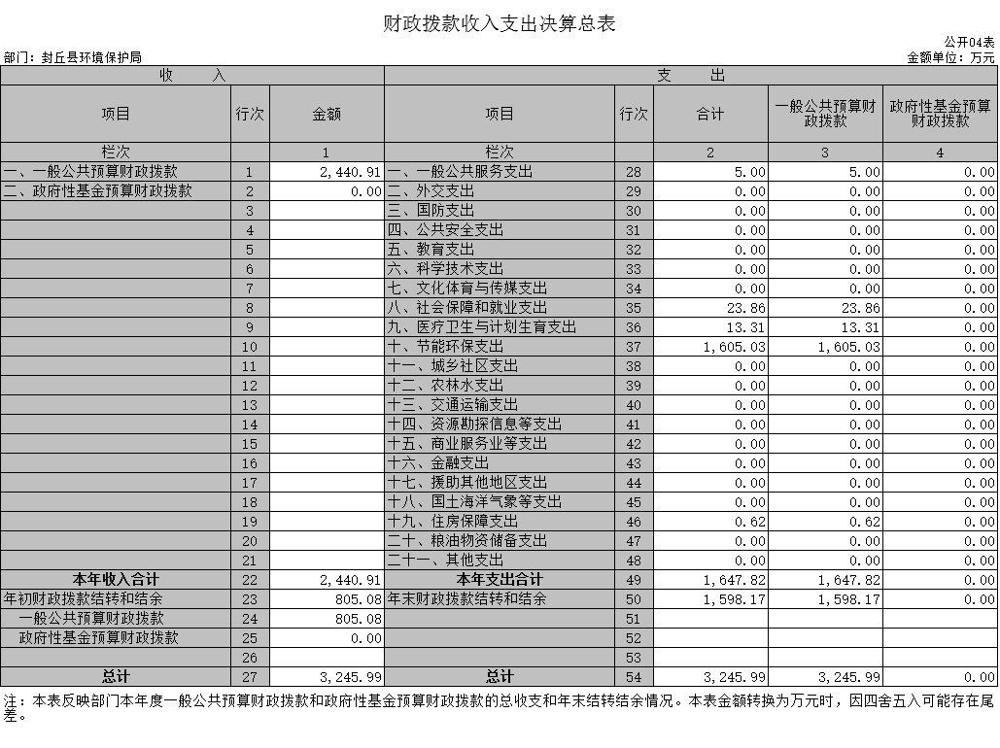 财政拨款收入支出决算总表
公开04表
部门：封丘县环境保护局 金额单位：万元
收 入 支 出
项目 行次 金额 项目 行次 合计 一般公共预算财政拨款 政府性基金预算财政拨款
栏次 1 栏次 2 3 4
一、一般公共预算财政拨款 1 2,440.91 一、一般公共服务支出 28 5.00 5.00 0.00
二、政府性基金预算财政拨款 2 0.00 二、外交支出 29 0.00 0.00 0.00
3 三、国防支出 30 0.00 0.00 0.00
4 四、公共安全支出 31 0.00 0.00 0.00
5 五、教育支出 32 0.00 0.00 0.00
6 六、科学技术支出 33 0.00 0.00 0.00
7 七、文化体育与传媒支出 34 0.00 0.00 0.00
8 八、社会保障和就业支出 35 23.86 23.86 0.00
9 九、医疗卫生与计划生育支出 36 13.31 13.31 0.00
10 十、节能环保支出 37 1,605.03 1,605.03 0.00
11 十一、城乡社区支出 38 0.00 0.00 0.00
12 十二、农林水支出 39 0.00 0.00 0.00
13 十三、交通运输支出 40 0.00 0.00 0.00
14 十四、资源勘探信息等支出 41 0.00 0.00 0.00
15 十五、商业服务业等支出 42 0.00 0.00 0.00
16 十六、金融支出 43 0.00 0.00 0.00
17 十七、援助其他地区支出 44 0.00 0.00 0.00
18 十八、国土海洋气象等支出 45 0.00 0.00 0.00
19 十九、住房保障支出 46 0.62 0.62 0.00
20 二十、粮油物资储备支出 47 0.00 0.00 0.00
21 二十一、其他支出 48 0.00 0.00 0.00
本年收入合计 22 2,440.91 本年支出合计 49 1,647.82 1,647.82 0.00
年初财政拨款结转和结余 23 805.08 年末财政拨款结转和结余 50 1,598.17 1,598.17 0.00
一般公共预算财政拨款 24 805.08 51
政府性基金预算财政拨款 25 0.00 52
26 53
总计 27 3,245.99 总计 54 3,245.99 3,245.99 0.00
注：本表反映部门本年度一般公共预算财政拨款和政府性基金预算财政拨款的总收支和年末结转结余情况。本表金额转换为万元时，因四舍五入可能存在尾
差。